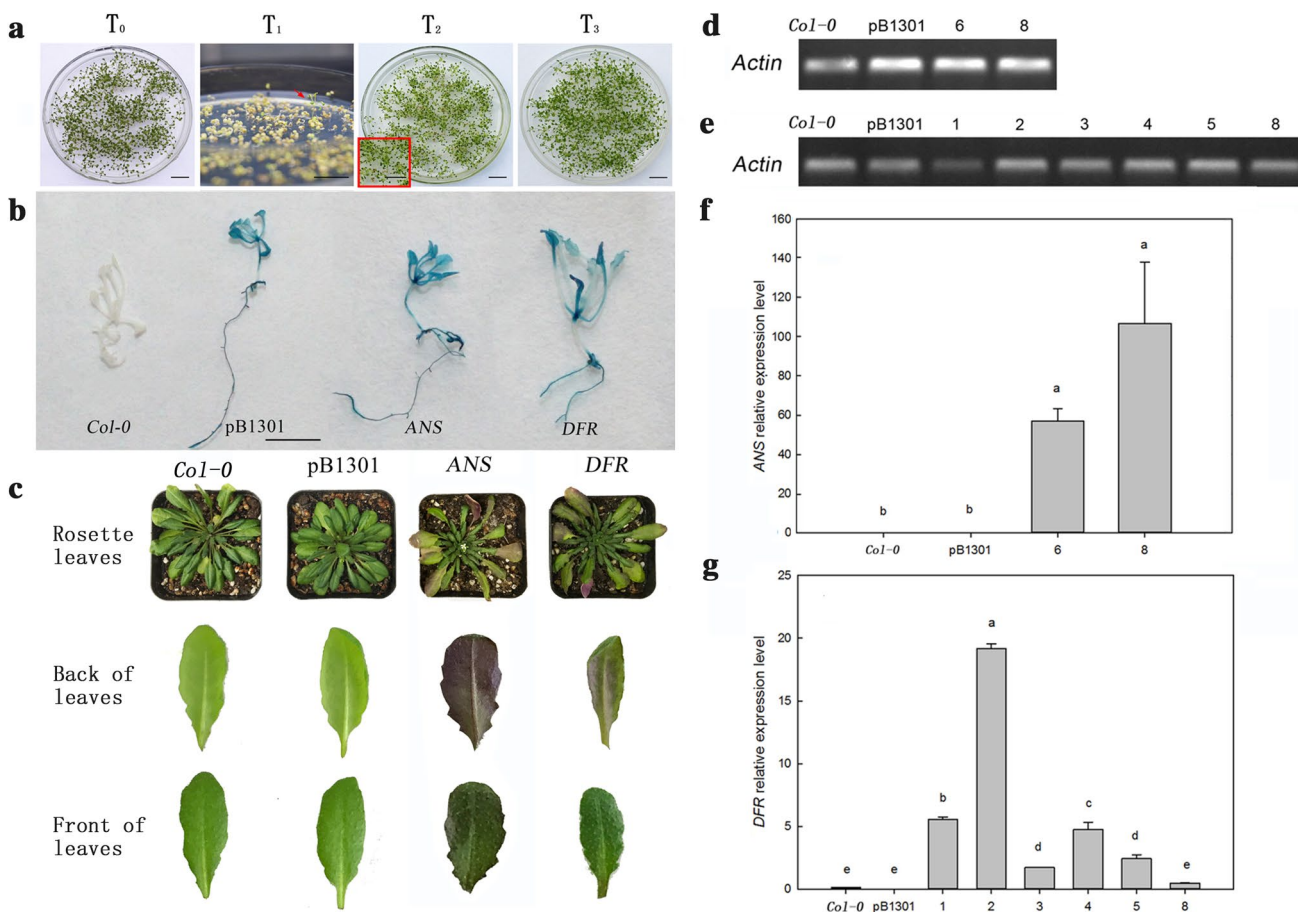 a
T₀ T₁ T₂ T₃
b
Col-0 pB1301 ANS DFR
c
Col-0 pB1301 ANS DFR
Rosette
leaves
Back of
leaves
Front of
leaves
d
Col-0 pB1301 6 8
Actin
e
Col-0 pB1301 1 2 3 4 5 8
Actin
f
ANS relative expression level
160
140
120
100
80
60
40
20
0
b b a a
Col-0 pB1301 6 8
g
DFR relative expression level
25
20
15
10
5
0
e e b a d c d e
Col-0 pB1301 1 2 3 4 5 8